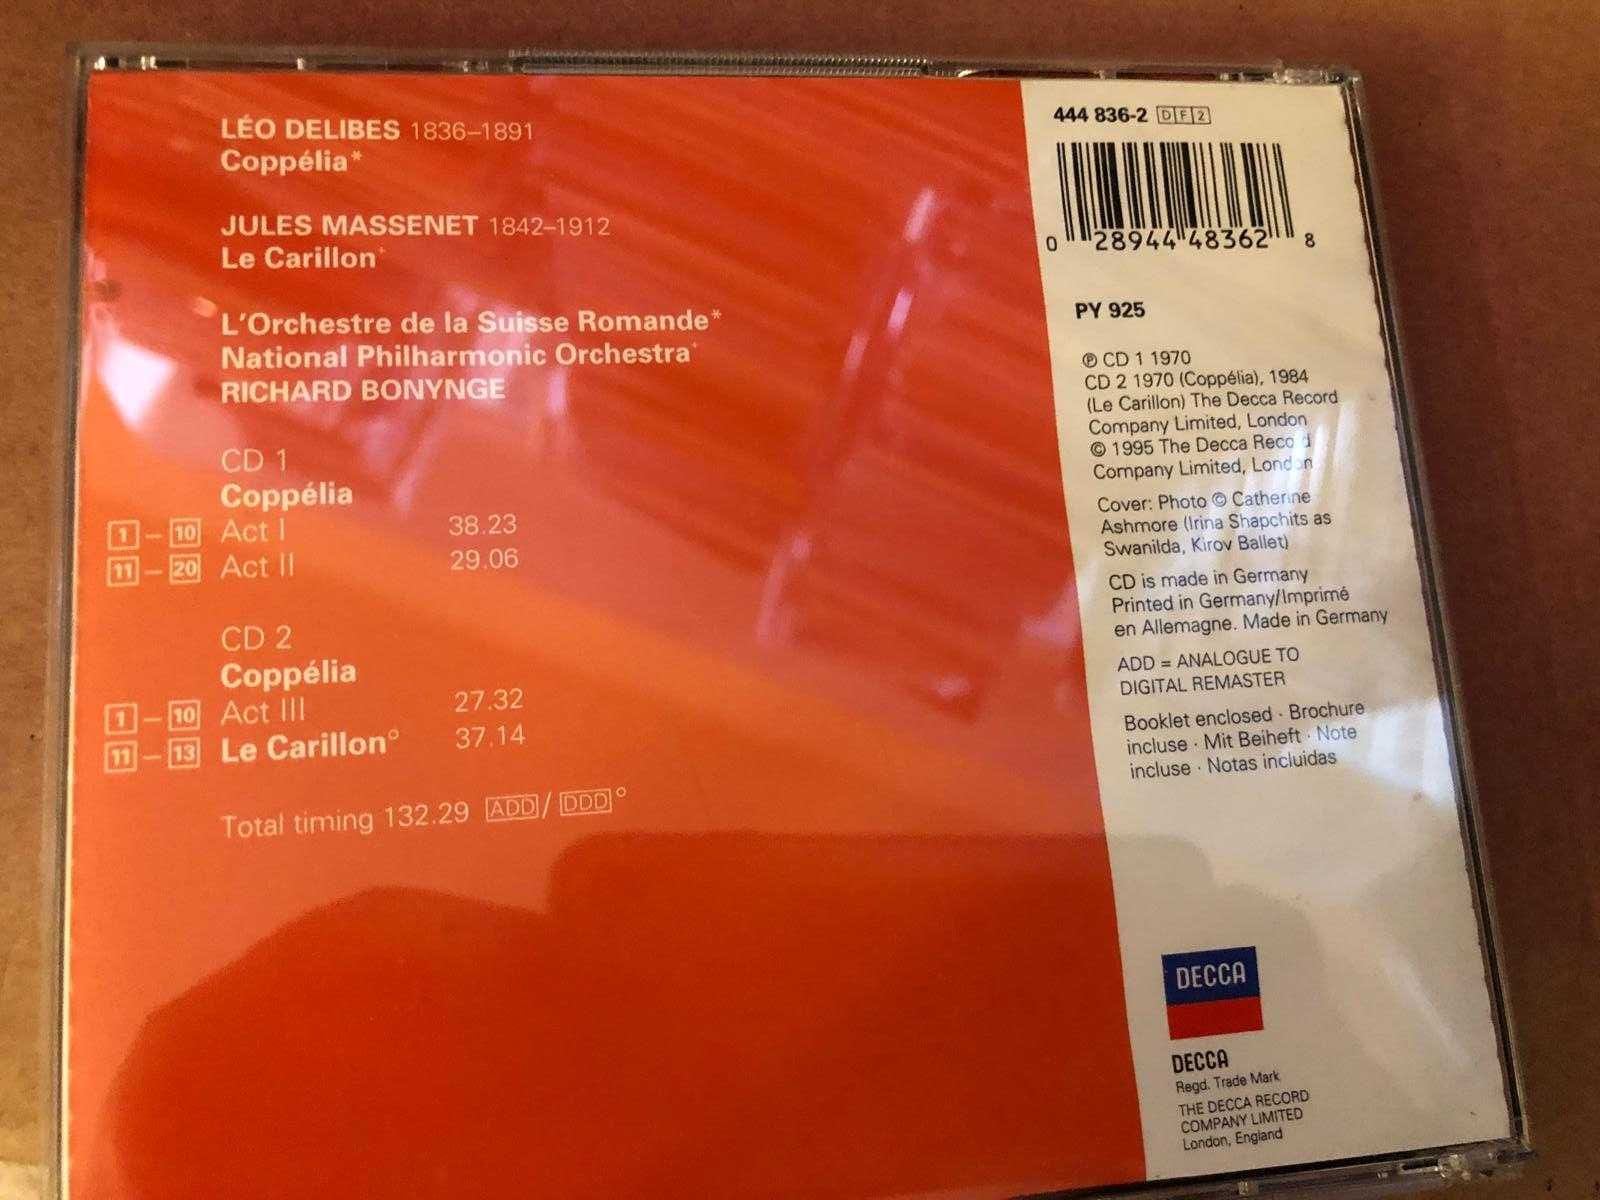 LÉO DELIBES 1836–1891
Coppélia*
JULES MASSENET 1842–1912
Le Carillon+
L'Orchestre de la Suisse Romande*
National Philharmonic Orchestra+
RICHARD BONYNGE
CD 1
Coppélia
1 – 10 Act I 38.23
11 – 20 Act II 29.06
CD 2
Coppélia
1 – 10 Act III 27.32
11 – 13 Le Carillon° 37.14
Total timing 132.29 ADD / DDD °
444 836-2 DF2
0 28944 48362 8
PY 925
℗ CD 1 1970
CD 2 1970 (Coppélia), 1984
(Le Carillon) The Decca Record
Company Limited, London
© 1995 The Decca Record
Company Limited, London
Cover: Photo © Catherine
Ashmore (Irina Shapchits as
Swanilda, Kirov Ballet)
CD is made in Germany
Printed in Germany/Imprimé
en Allemagne. Made in Germany
ADD = ANALOGUE TO
DIGITAL REMASTER
Booklet enclosed · Brochure
incluse · Mit Beiheft · Note
incluse · Notas incluidas
DECCA
DECCA
Regd. Trade Mark
THE DECCA RECORD
COMPANY LIMITED
London, England